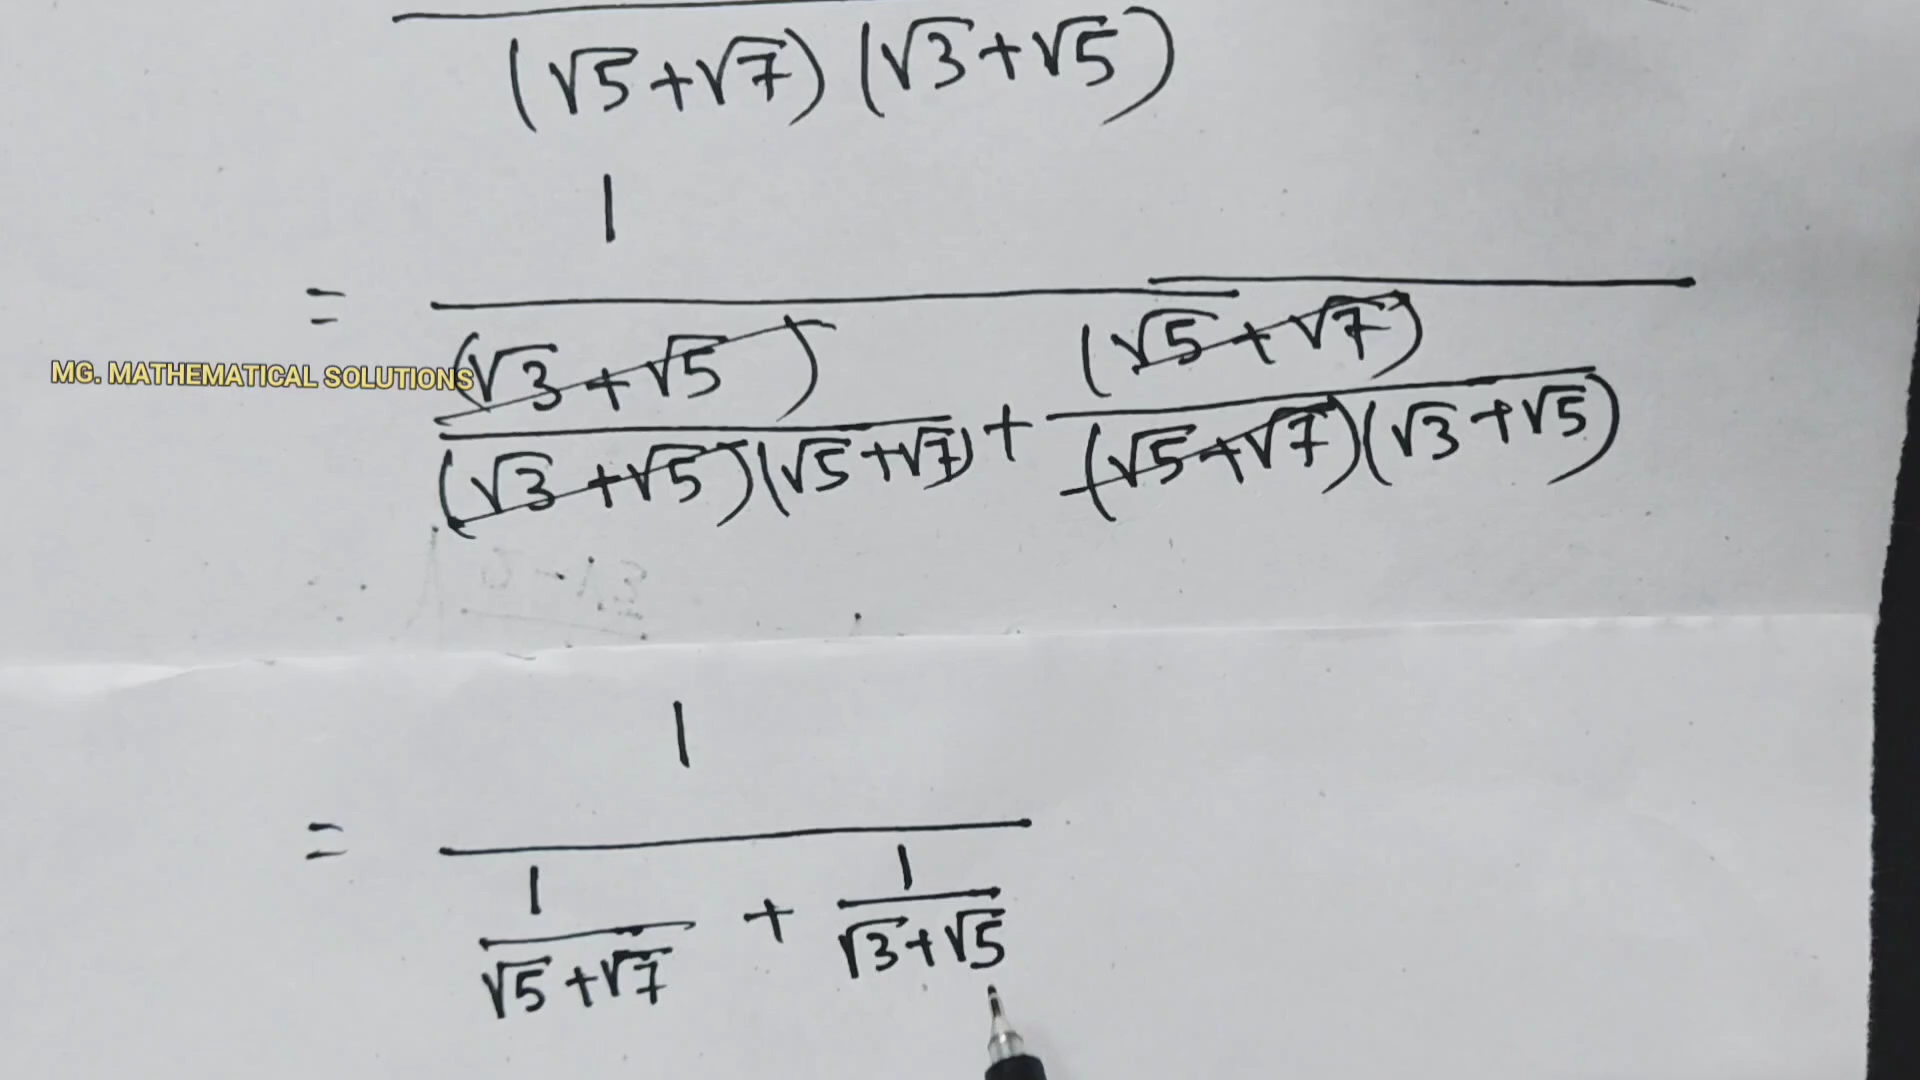 (√5+√7) (√3+√5)
1
= (√3+√5) (√5+√7)
MG. MATHEMATICAL SOLUTIONS
(√3+√5)(√5+√7) + (√5+√7)(√3+√5)
1
=
1 + 1
√5+√7 √3+√5